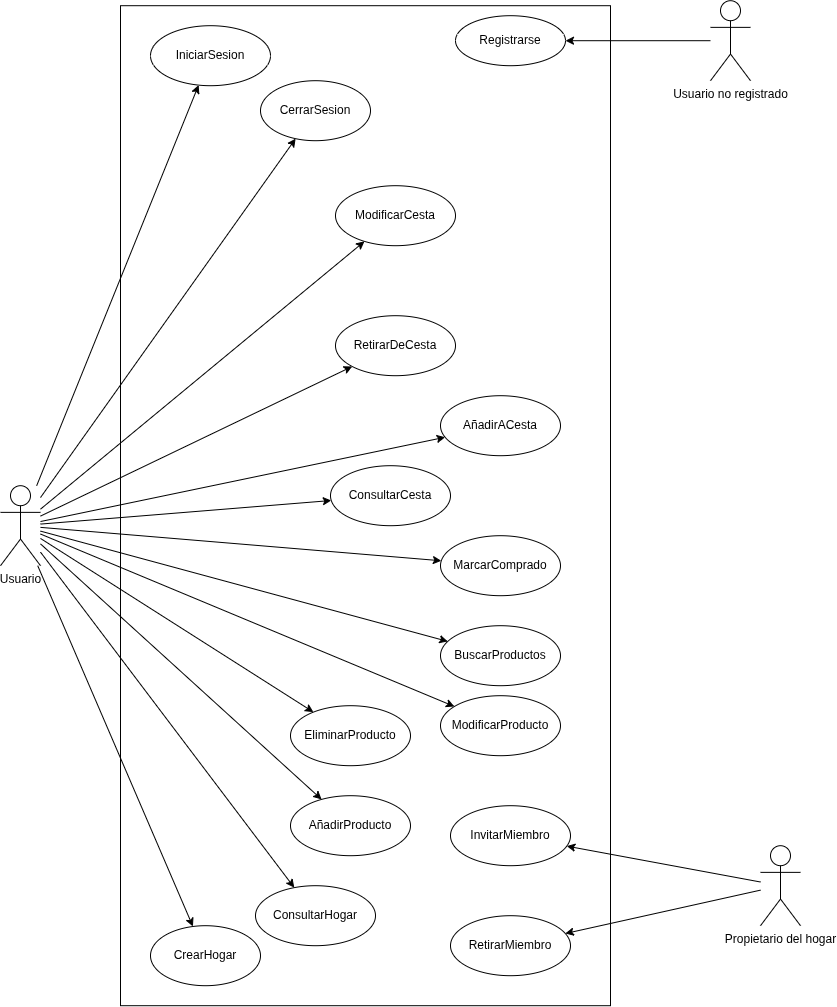 IniciarSesion
Registrarse
Usuario no registrado
CerrarSesion
ModificarCesta
RetirarDeCesta
AñadirACesta
ConsultarCesta
MarcarComprado
Usuario
BuscarProductos
ModificarProducto
EliminarProducto
AñadirProducto
InvitarMiembro
ConsultarHogar
Propietario del hogar
RetirarMiembro
CrearHogar